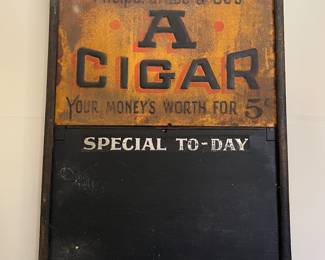 A
CIGAR
YOUR MONEY'S WORTH FOR 5¢
SPECIAL TO-DAY